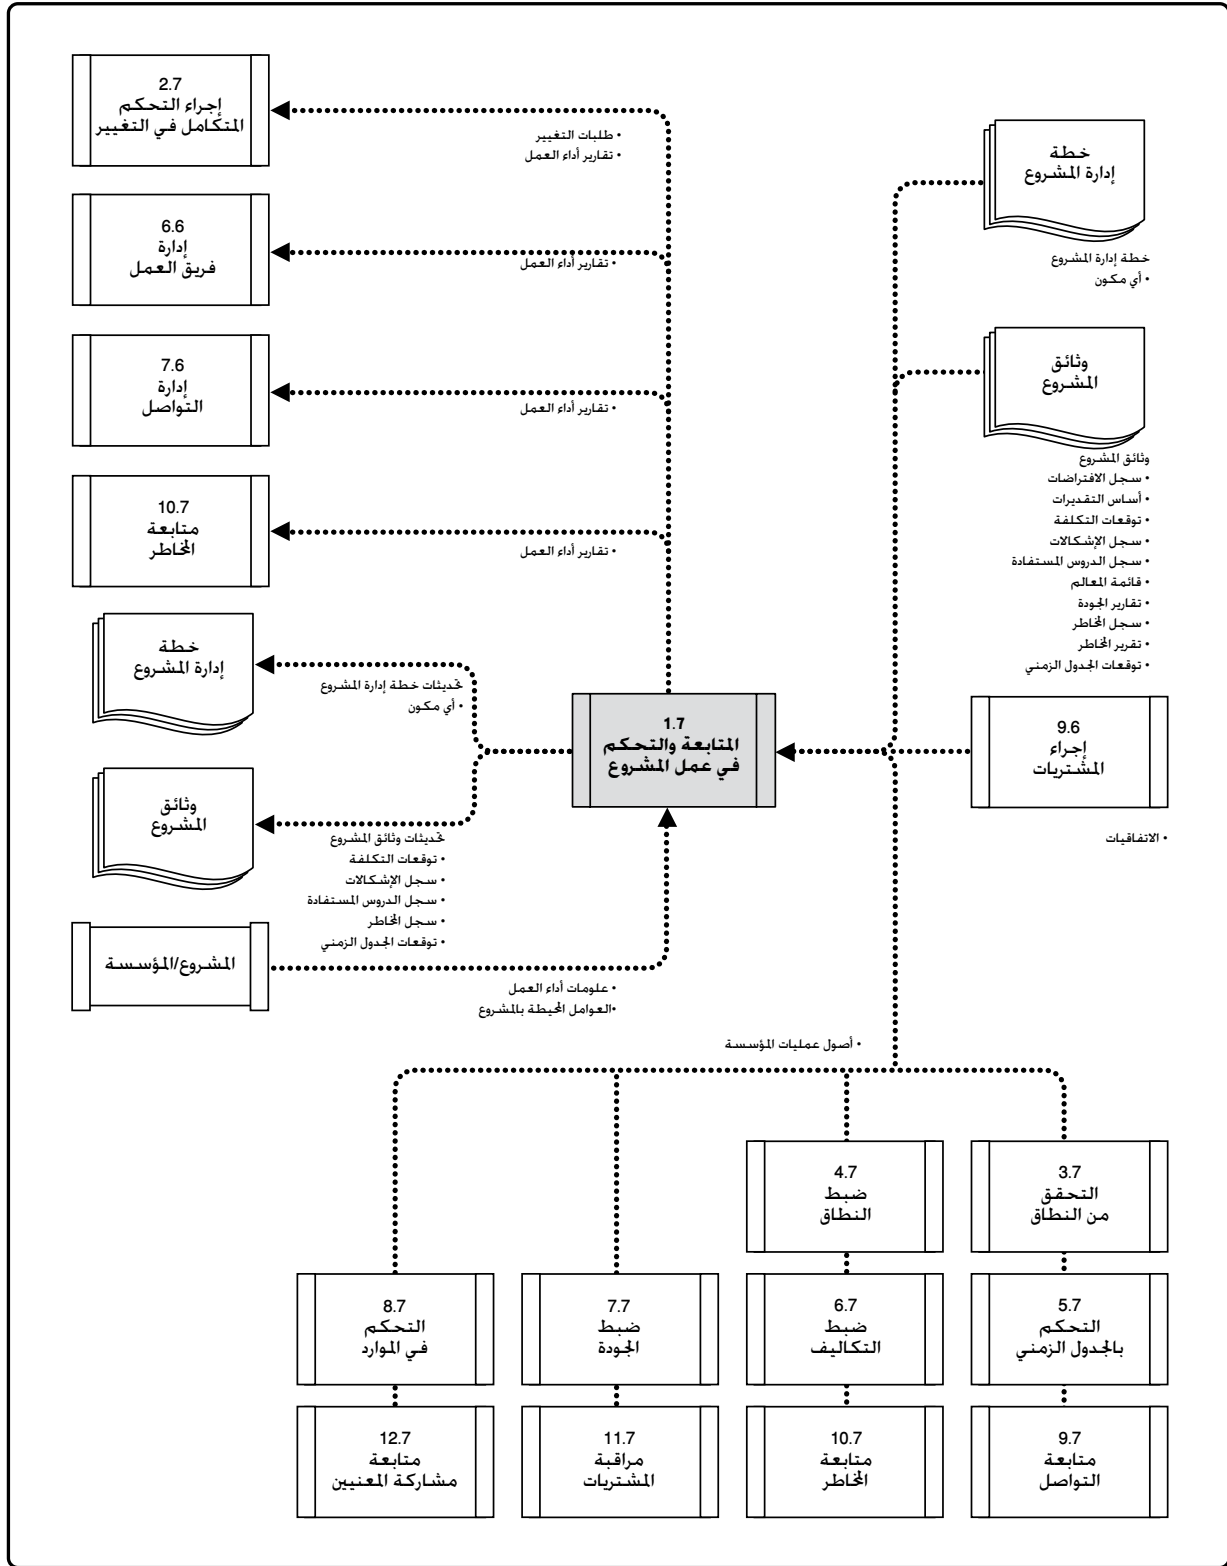 2.7
إجراء التحكم
المتكامل في التغيير
• طلبات التغيير
• تقارير أداء العمل
6.6
إدارة
فريق العمل
• تقارير أداء العمل
7.6
إدارة
التواصل
• تقارير أداء العمل
10.7
متابعة
المخاطر
• تقارير أداء العمل
خطة
إدارة المشروع
تحديثات خطة إدارة المشروع
• أي مكون
وثائق
المشروع
تحديثات وثائق المشروع
• توقعات التكلفة
• سجل الإشكالات
• سجل الدروس المستفادة
• سجل المخاطر
• توقعات الجدول الزمني
المشروع/المؤسسة
• علومات أداء العمل
•العوامل المحيطة بالمشروع
1.7
المتابعة والتحكم
في عمل المشروع
خطة
إدارة المشروع
خطة إدارة المشروع
• أي مكون
وثائق
المشروع
وثائق المشروع
• سجل الافتراضات
• أساس التقديرات
• توقعات التكلفة
• سجل الإشكالات
• سجل الدروس المستفادة
• قائمة المعالم
• تقارير الجودة
• سجل المخاطر
• تقرير المخاطر
• توقعات الجدول الزمني
9.6
إجراء
المشتريات
• الاتفاقيات
• أصول عمليات المؤسسة
3.7
التحقق
من النطاق
4.7
ضبط
النطاق
5.7
التحكم
بالجدول الزمني
6.7
ضبط
التكاليف
7.7
ضبط
الجودة
8.7
التحكم
في الموارد
9.7
متابعة
التواصل
10.7
متابعة
المخاطر
11.7
مراقبة
المشتريات
12.7
متابعة
مشاركة المعنيين